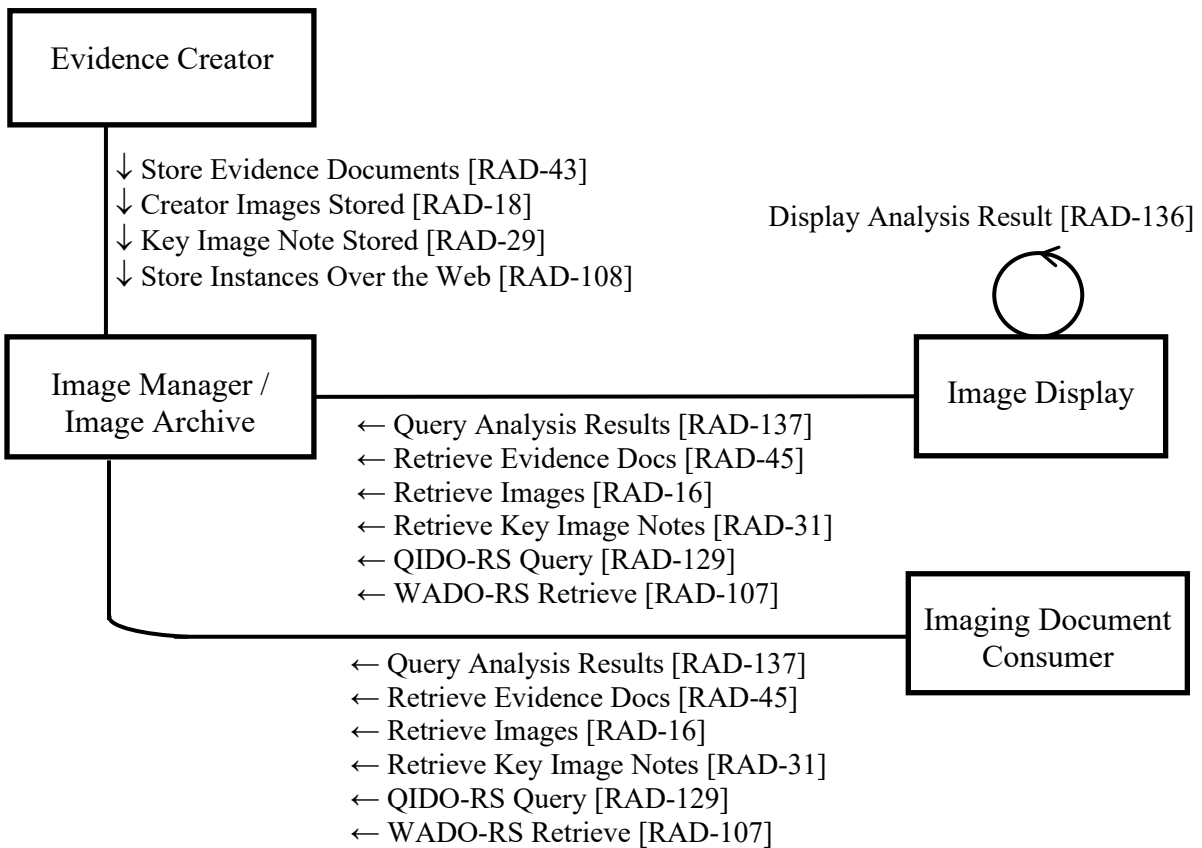 Evidence Creator
↓ Store Evidence Documents [RAD-43]
↓ Creator Images Stored [RAD-18]
↓ Key Image Note Stored [RAD-29]
↓ Store Instances Over the Web [RAD-108]
Display Analysis Result [RAD-136]
Image Manager /
Image Archive
Image Display
← Query Analysis Results [RAD-137]
← Retrieve Evidence Docs [RAD-45]
← Retrieve Images [RAD-16]
← Retrieve Key Image Notes [RAD-31]
← QIDO-RS Query [RAD-129]
← WADO-RS Retrieve [RAD-107]
Imaging Document
Consumer
← Query Analysis Results [RAD-137]
← Retrieve Evidence Docs [RAD-45]
← Retrieve Images [RAD-16]
← Retrieve Key Image Notes [RAD-31]
← QIDO-RS Query [RAD-129]
← WADO-RS Retrieve [RAD-107]